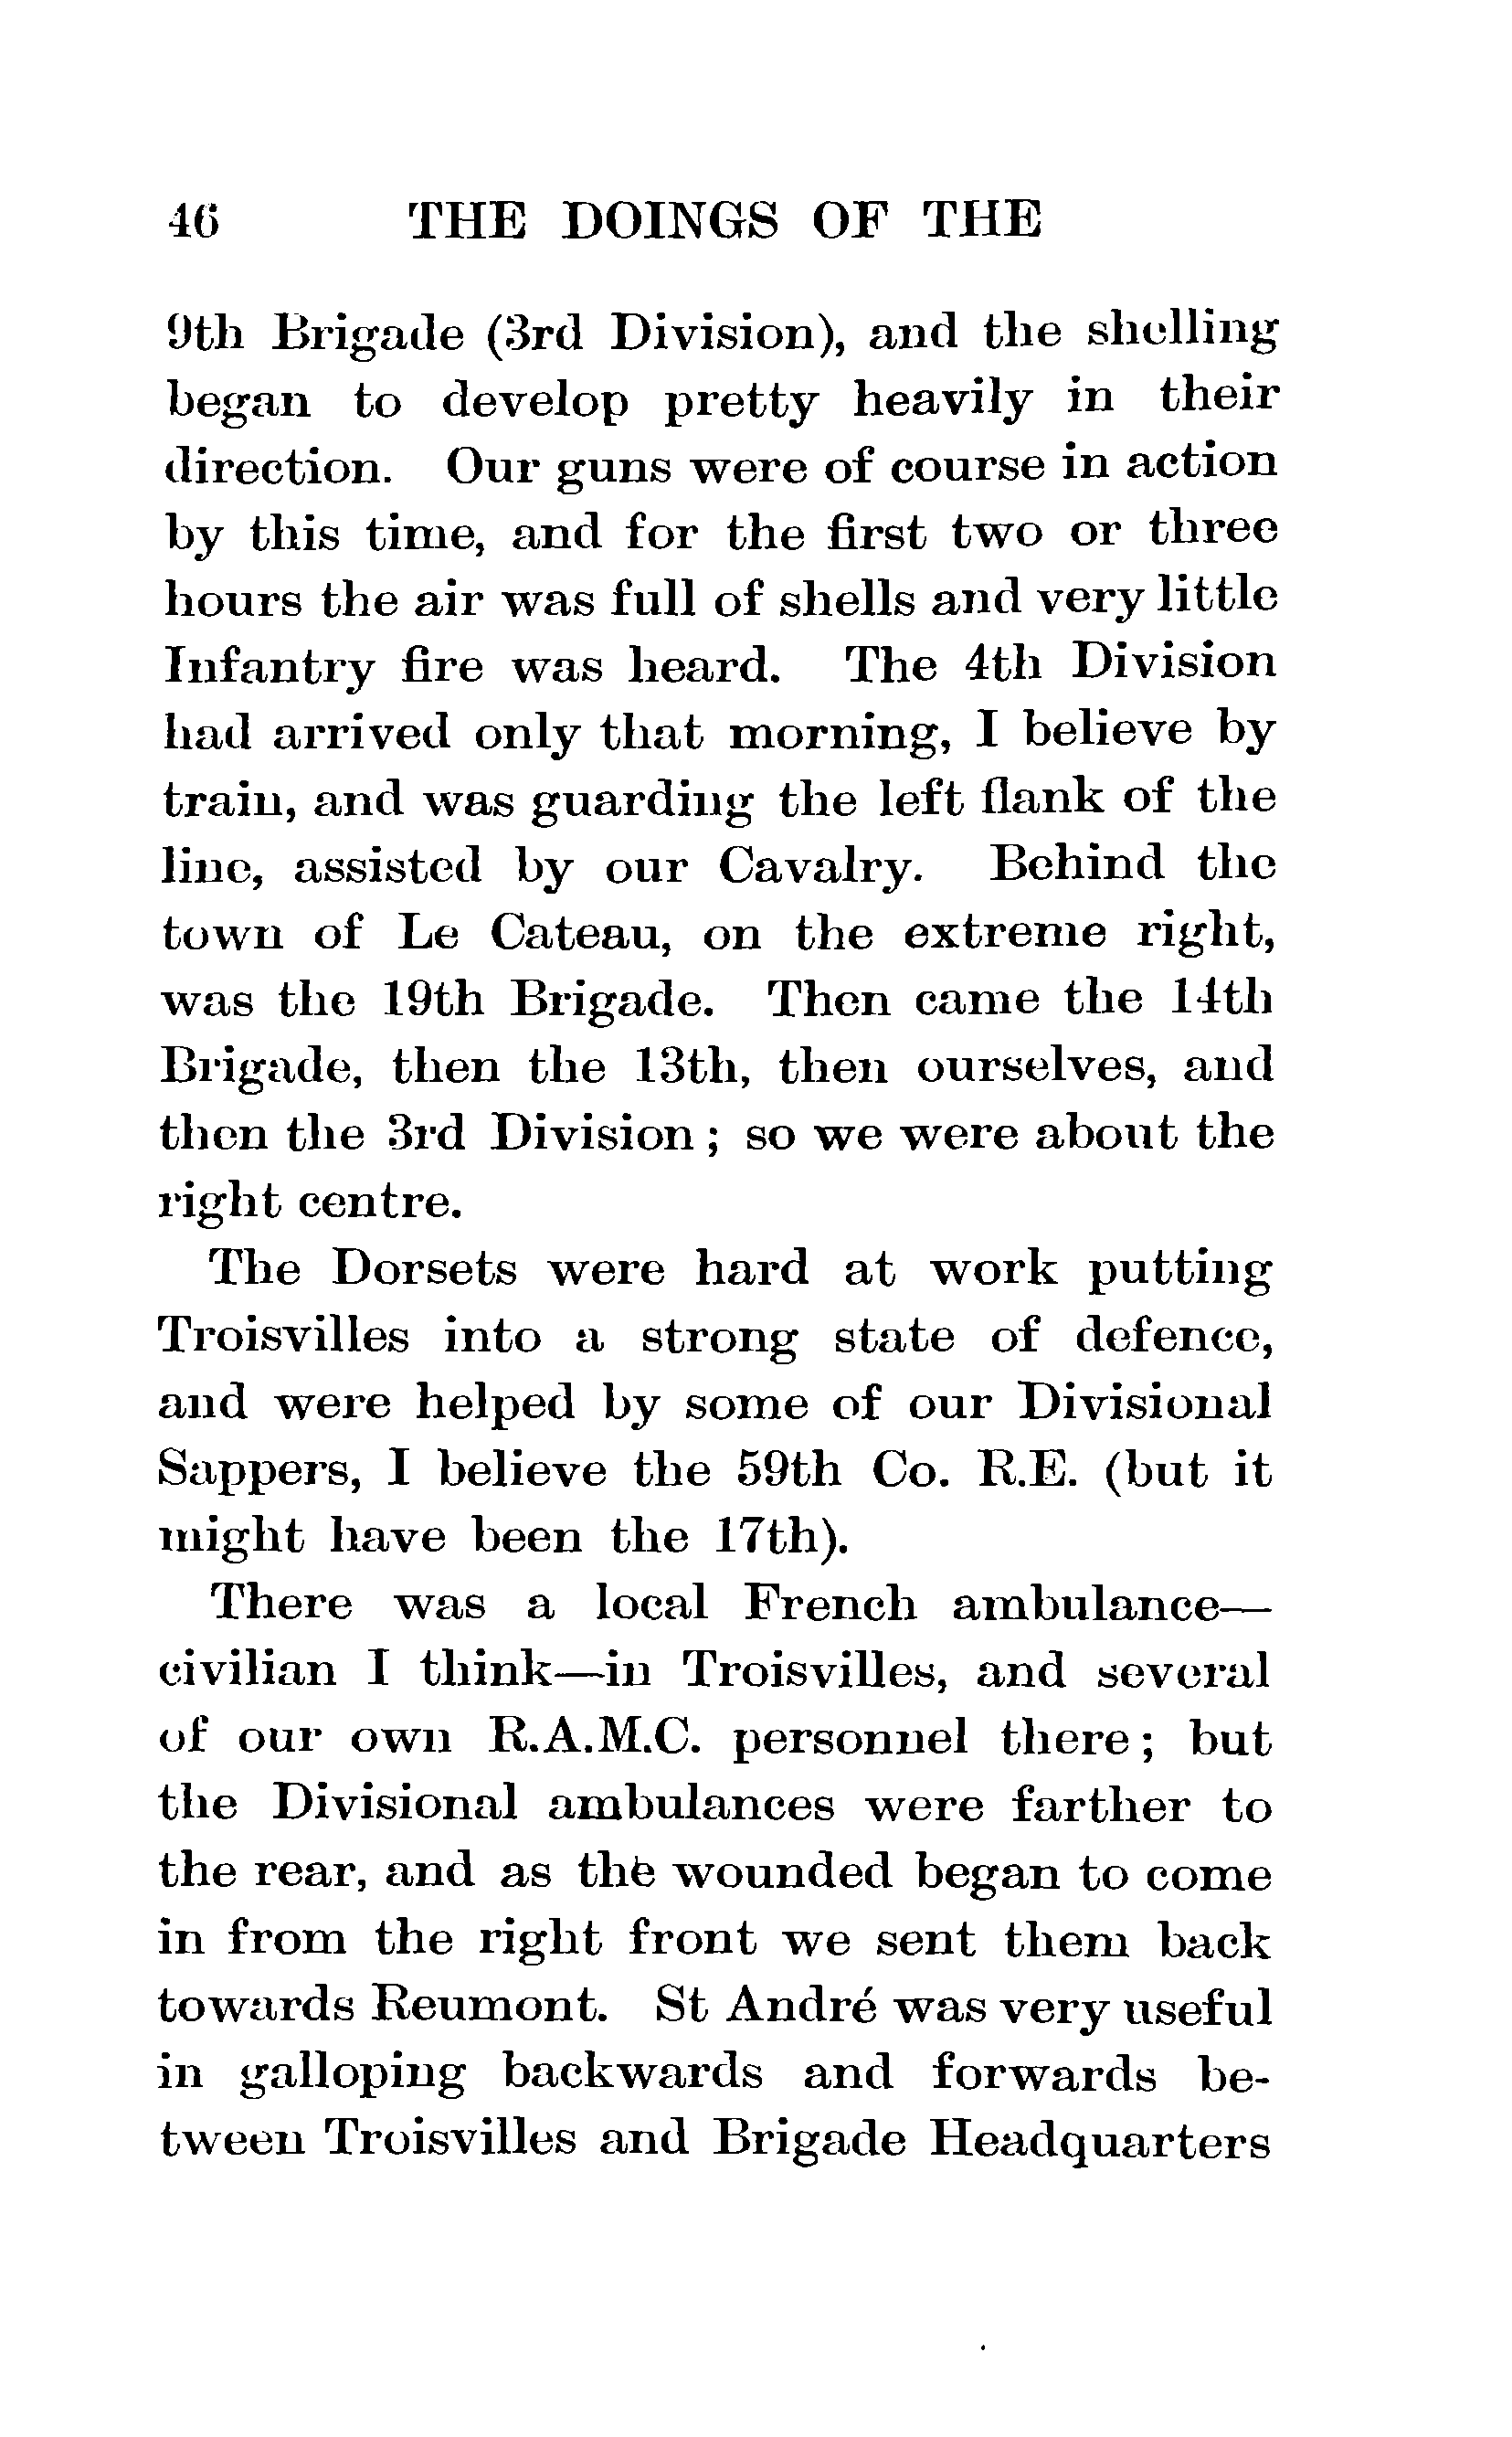 46 THE DOINGS OF THE
9th Brigade (3rd Division), and the shelling
began to develop pretty heavily in their
direction. Our guns were of course in action
by this time, and for the first two or three
hours the air was full of shells and very little
Infantry fire was heard. The 4th Division
had arrived only that morning, I believe by
train, and was guarding the left flank of the
line, assisted by our Cavalry. Behind the
town of Le Cateau, on the extreme right,
was the 19th Brigade. Then came the 14th
Brigade, then the 13th, then ourselves, and
then the 3rd Division; so we were about the
right centre.
The Dorsets were hard at work putting
Troisvilles into a strong state of defence,
and were helped by some of our Divisional
Sappers, I believe the 59th Co. R.E. (but it
might have been the 17th).
There was a local French ambulance—
civilian I think—in Troisvilles, and several
of our own R.A.M.C. personnel there; but
the Divisional ambulances were farther to
the rear, and as the wounded began to come
in from the right front we sent them back
towards Reumont. St André was very useful
in galloping backwards and forwards be-
tween Troisvilles and Brigade Headquarters